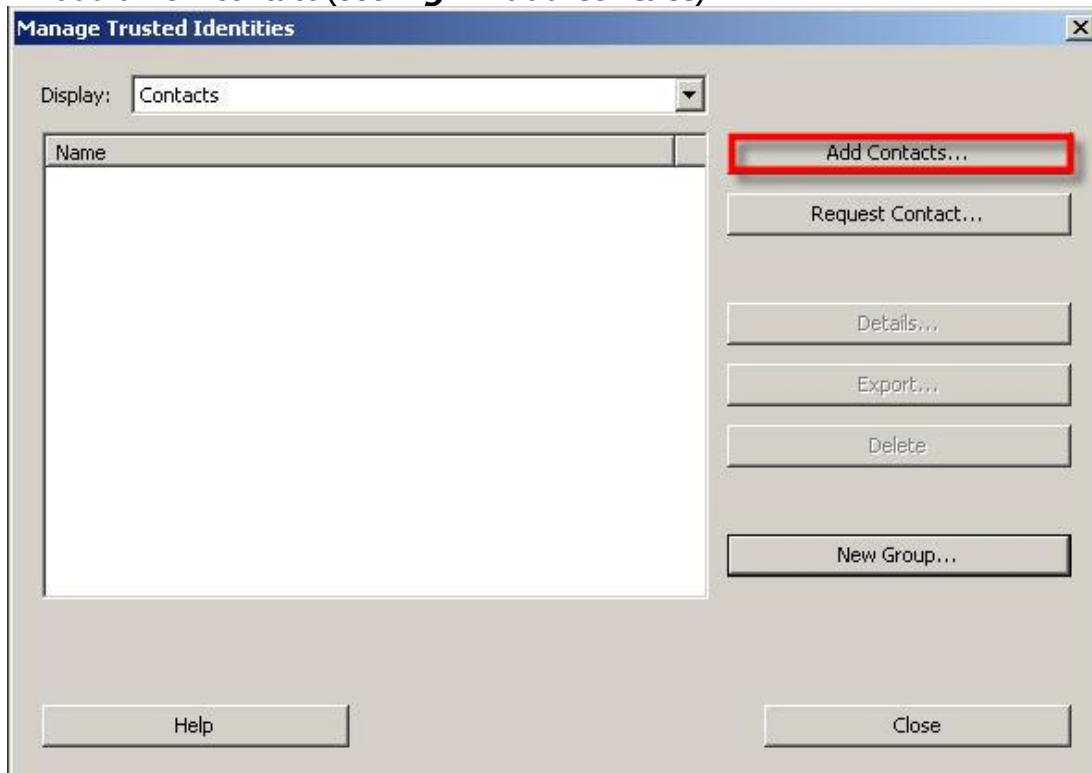 Manage Trusted Identities
Display: Contacts
Name
Add Contacts...
Request Contact...
Details...
Export...
Delete
New Group...
Help
Close